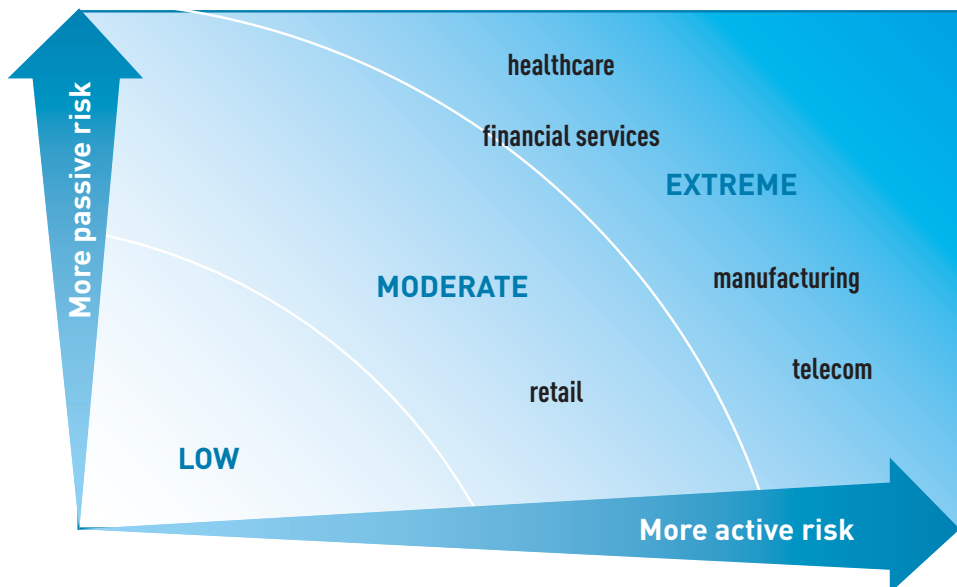 healthcare
More passive risk
financial services
EXTREME
MODERATE
manufacturing
telecom
retail
LOW
More active risk